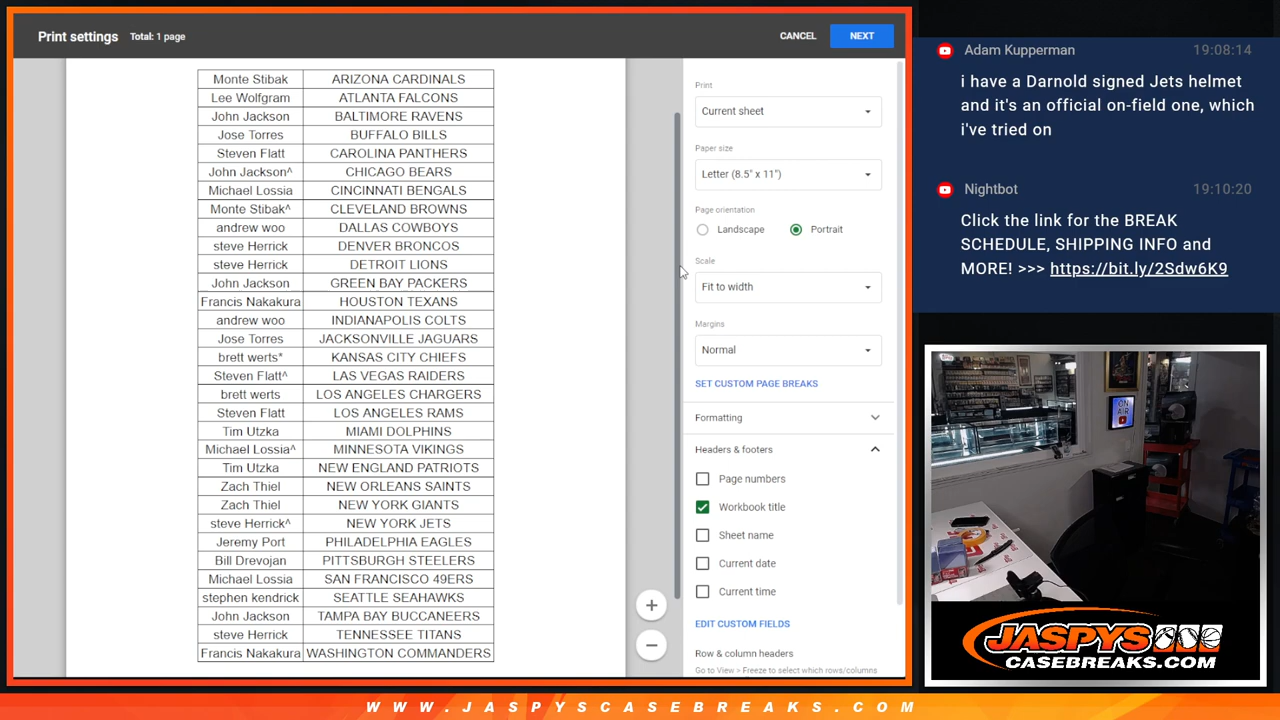 Print settings
Total: 1 page
CANCEL
NEXT
Monte Stibak ARIZONA CARDINALS
Lee Wolfgram ATLANTA FALCONS
John Jackson BALTIMORE RAVENS
Jose Torres BUFFALO BILLS
Steven Flatt CAROLINA PANTHERS
John Jackson^ CHICAGO BEARS
Michael Lossia CINCINNATI BENGALS
Monte Stibak^ CLEVELAND BROWNS
andrew woo DALLAS COWBOYS
steve Herrick DENVER BRONCOS
steve Herrick DETROIT LIONS
John Jackson GREEN BAY PACKERS
Francis Nakakura HOUSTON TEXANS
andrew woo INDIANAPOLIS COLTS
Jose Torres JACKSONVILLE JAGUARS
brett werts* KANSAS CITY CHIEFS
Steven Flatt^ LAS VEGAS RAIDERS
brett werts LOS ANGELES CHARGERS
Steven Flatt LOS ANGELES RAMS
Tim Utzka MIAMI DOLPHINS
Michael Lossia^ MINNESOTA VIKINGS
Tim Utzka NEW ENGLAND PATRIOTS
Zach Thiel NEW ORLEANS SAINTS
Zach Thiel NEW YORK GIANTS
steve Herrick^ NEW YORK JETS
Jeremy Port PHILADELPHIA EAGLES
Bill Drevojan PITTSBURGH STEELERS
Michael Lossia SAN FRANCISCO 49ERS
stephen kendrick SEATTLE SEAHAWKS
John Jackson TAMPA BAY BUCCANEERS
steve Herrick TENNESSEE TITANS
Francis Nakakura WASHINGTON COMMANDERS
Print
Current sheet
Paper size
Letter (8.5" x 11")
Page orientation
Landscape
Portrait
Scale
Fit to width
Margins
Normal
SET CUSTOM PAGE BREAKS
Formatting
Headers & footers
Page numbers
Workbook title
Sheet name
Current date
Current time
EDIT CUSTOM FIELDS
Row & column headers
Go to View > Freeze to select which rows/columns
Adam Kupperman 19:08:14
i have a Darnold signed Jets helmet
and it's an official on-field one, which
i've tried on
Nightbot 19:10:20
Click the link for the BREAK
SCHEDULE, SHIPPING INFO and
MORE! >>> https://bit.ly/2Sdw6K9
ON
AIR
JASPYS
CASEBREAKS.COM
WWW.JASPYSCASEBREAKS.COM